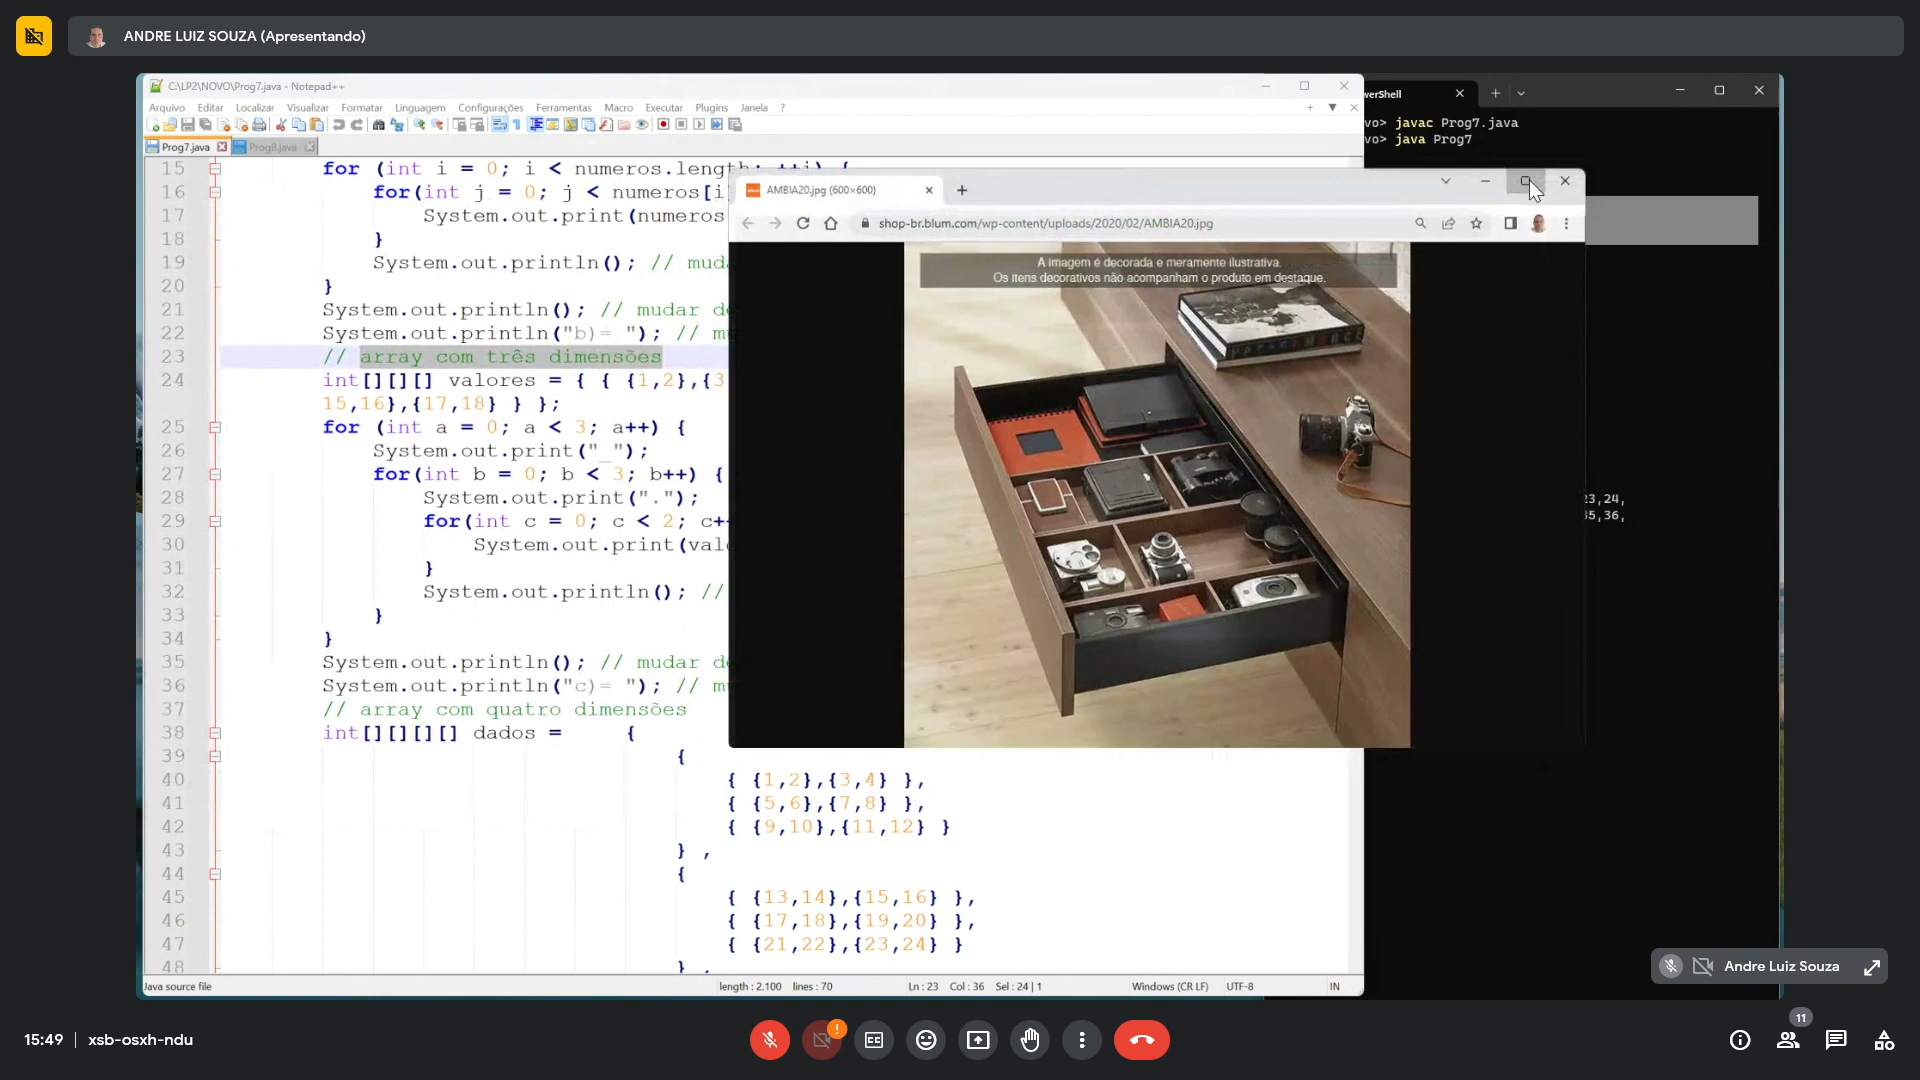 ANDRE LUIZ SOUZA (Apresentando)
C:\LP2\NOVO\Prog7.java - Notepad++
Arquivo Editar Localizar Visualizar Formatar Linguagem Configurações Ferramentas Macro Executar Plugins Janela ?
Prog7.java Prog8.java
15 for (int i = 0; i < numeros.length; ++i) {
16 for(int j = 0; j < numeros[i
17 System.out.print(numeros
18 }
19 System.out.println(); // muda
20 }
21 System.out.println(); // mudar de
22 System.out.println("b)= "); // mu
23 // array com três dimensões
24 int[][][] valores = { { {1,2},{3
15,16},{17,18} } };
25 for (int a = 0; a < 3; a++) {
26 System.out.print("_");
27 for(int b = 0; b < 3; b++) {
28 System.out.print(".");
29 for(int c = 0; c < 2; c+
30 System.out.print(valo
31 }
32 System.out.println(); //
33 }
34 }
35 System.out.println(); // mudar de
36 System.out.println("c)= "); // mu
37 // array com quatro dimensões
38 int[][][][] dados = {
39 {
40 { {1,2},{3,4} },
41 { {5,6},{7,8} },
42 { {9,10},{11,12} }
43 } ,
44 {
45 { {13,14},{15,16} },
46 { {17,18},{19,20} },
47 { {21,22},{23,24} }
48 } ,
Java source file length : 2.100 lines : 70 Ln : 23 Col : 36 Sel : 24 | 1 Windows (CR LF) UTF-8 IN
AMBIA20.jpg (600×600)
shop-br.blum.com/wp-content/uploads/2020/02/AMBIA20.jpg
A imagem é decorada e meramente ilustrativa.
Os itens decorativos não acompanham o produto em destaque.
werShell
vo> javac Prog7.java
vo> java Prog7
23,24,
35,36,
Andre Luiz Souza
15:49 xsb-osxh-ndu
11